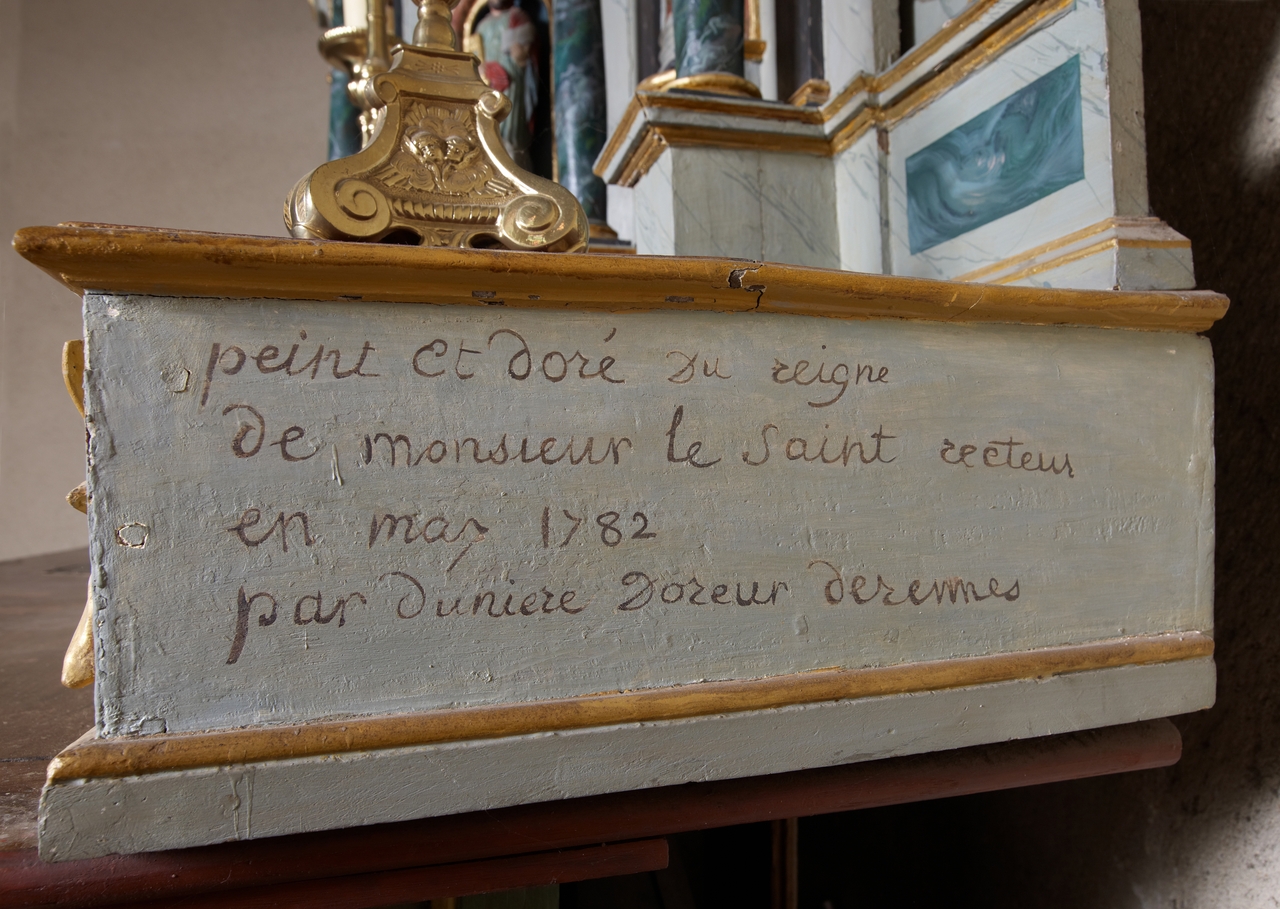 peint et doré du reigne
de monsieur le saint recteur
en may 1782
par duniere doreur derennes